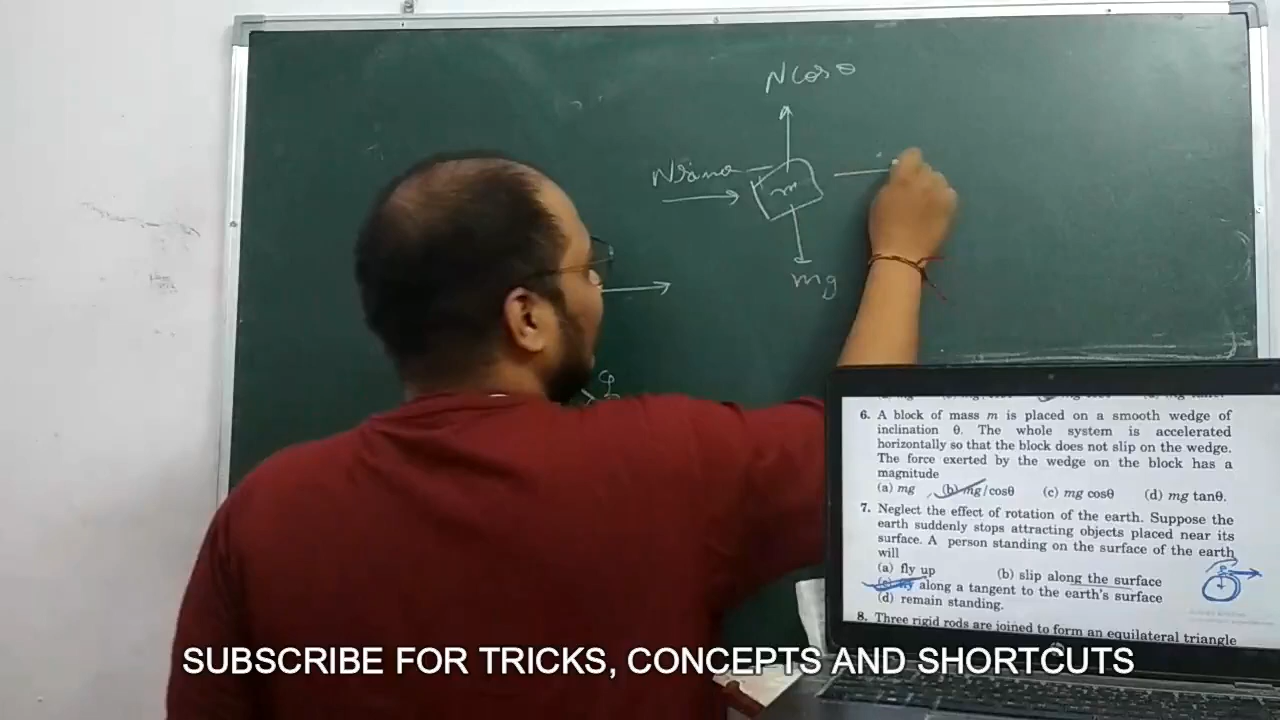 N cos θ
N sin θ
m
mg
6. A block of mass m is placed on a smooth wedge of
inclination θ. The whole system is accelerated
horizontally so that the block does not slip on the wedge.
The force exerted by the wedge on the block has a
magnitude
(a) mg (b) mg/cosθ (c) mg cosθ (d) mg tanθ.
7. Neglect the effect of rotation of the earth. Suppose the
earth suddenly stops attracting objects placed near its
surface. A person standing on the surface of the earth
will
(a) fly up (b) slip along the surface
(c) fly along a tangent to the earth's surface
(d) remain standing.
8. Three rigid rods are joined to form an equilateral triangle
SUBSCRIBE FOR TRICKS, CONCEPTS AND SHORTCUTS